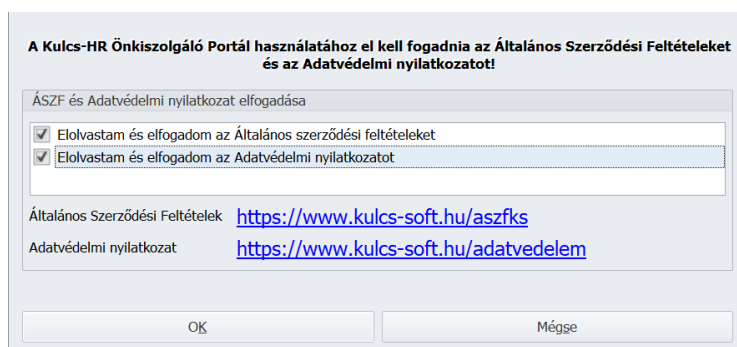 A Kulcs-HR Önkiszolgáló Portál használatához el kell fogadnia az Általános Szerződési Feltételeket
és az Adatvédelmi nyilatkozatot!
ÁSZF és Adatvédelmi nyilatkozat elfogadása
Elolvastam és elfogadom az Általános szerződési feltételeket
Elolvastam és elfogadom az Adatvédelmi nyilatkozatot
Általános Szerződési Feltételek https://www.kulcs-soft.hu/aszfks
Adatvédelmi nyilatkozat https://www.kulcs-soft.hu/adatvedelem
OK Mégse